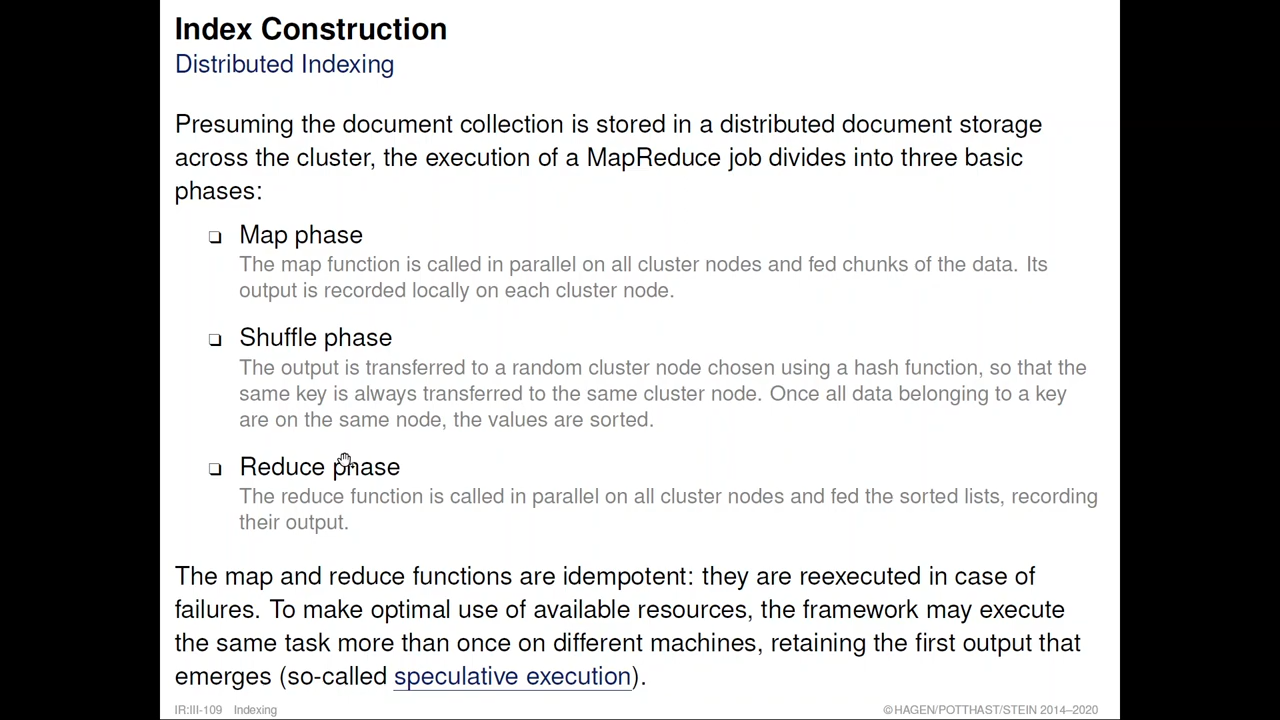 Index Construction
Distributed Indexing
Presuming the document collection is stored in a distributed document storage
across the cluster, the execution of a MapReduce job divides into three basic
phases:
❏ Map phase
The map function is called in parallel on all cluster nodes and fed chunks of the data. Its
output is recorded locally on each cluster node.
❏ Shuffle phase
The output is transferred to a random cluster node chosen using a hash function, so that the
same key is always transferred to the same cluster node. Once all data belonging to a key
are on the same node, the values are sorted.
❏ Reduce phase
The reduce function is called in parallel on all cluster nodes and fed the sorted lists, recording
their output.
The map and reduce functions are idempotent: they are reexecuted in case of
failures. To make optimal use of available resources, the framework may execute
the same task more than once on different machines, retaining the first output that
emerges (so-called speculative execution).
IR:III-109 Indexing ©HAGEN/POTTHAST/STEIN 2014–2020